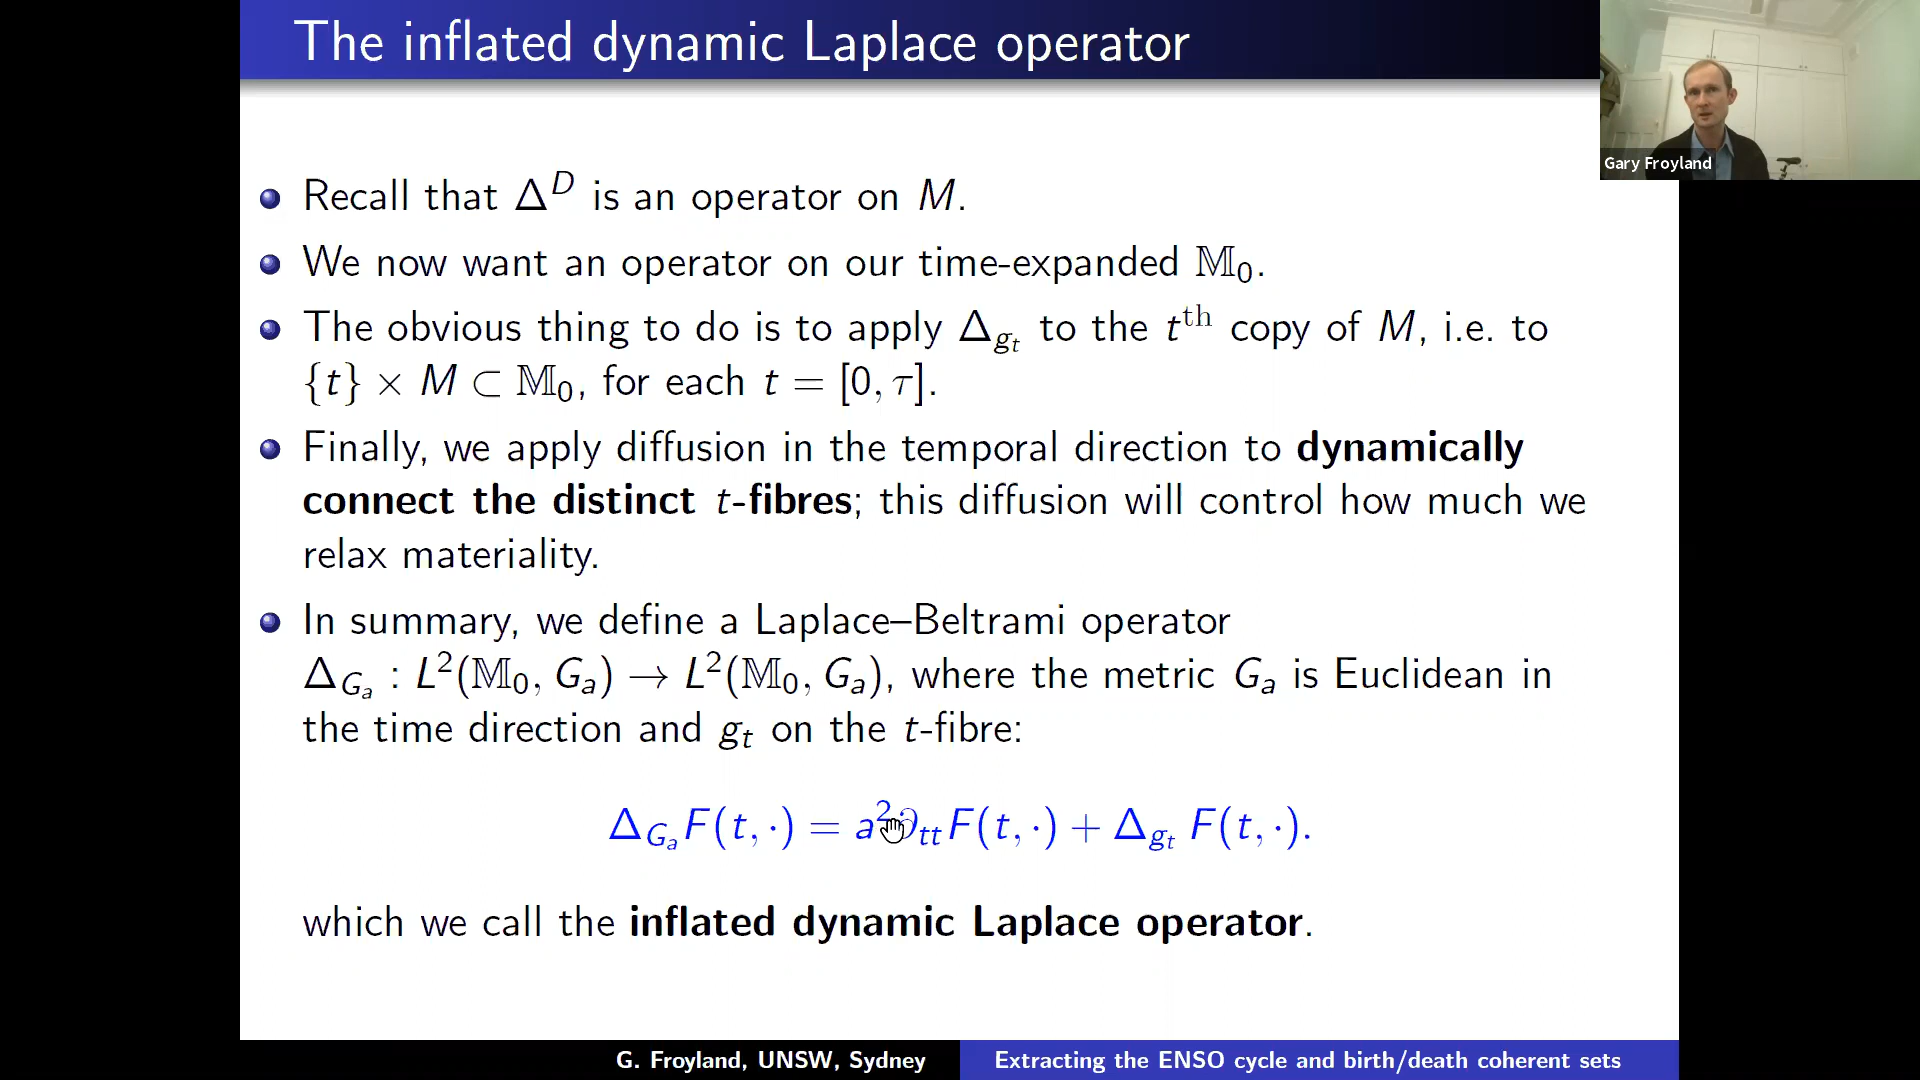 The inflated dynamic Laplace operator
Gary Froyland
Recall that Δ^D is an operator on M.
We now want an operator on our time-expanded 𝕄₀.
The obvious thing to do is to apply Δ_{g_t} to the t^th copy of M, i.e. to
{t} × M ⊂ 𝕄₀, for each t = [0, τ].
Finally, we apply diffusion in the temporal direction to dynamically
connect the distinct t-fibres; this diffusion will control how much we
relax materiality.
In summary, we define a Laplace–Beltrami operator
Δ_{G_a} : L²(𝕄₀, G_a) → L²(𝕄₀, G_a), where the metric G_a is Euclidean in
the time direction and g_t on the t-fibre:
Δ_{G_a} F(t, ·) = a²∂_{tt} F(t, ·) + Δ_{g_t} F(t, ·).
which we call the inflated dynamic Laplace operator.
G. Froyland, UNSW, Sydney
Extracting the ENSO cycle and birth/death coherent sets